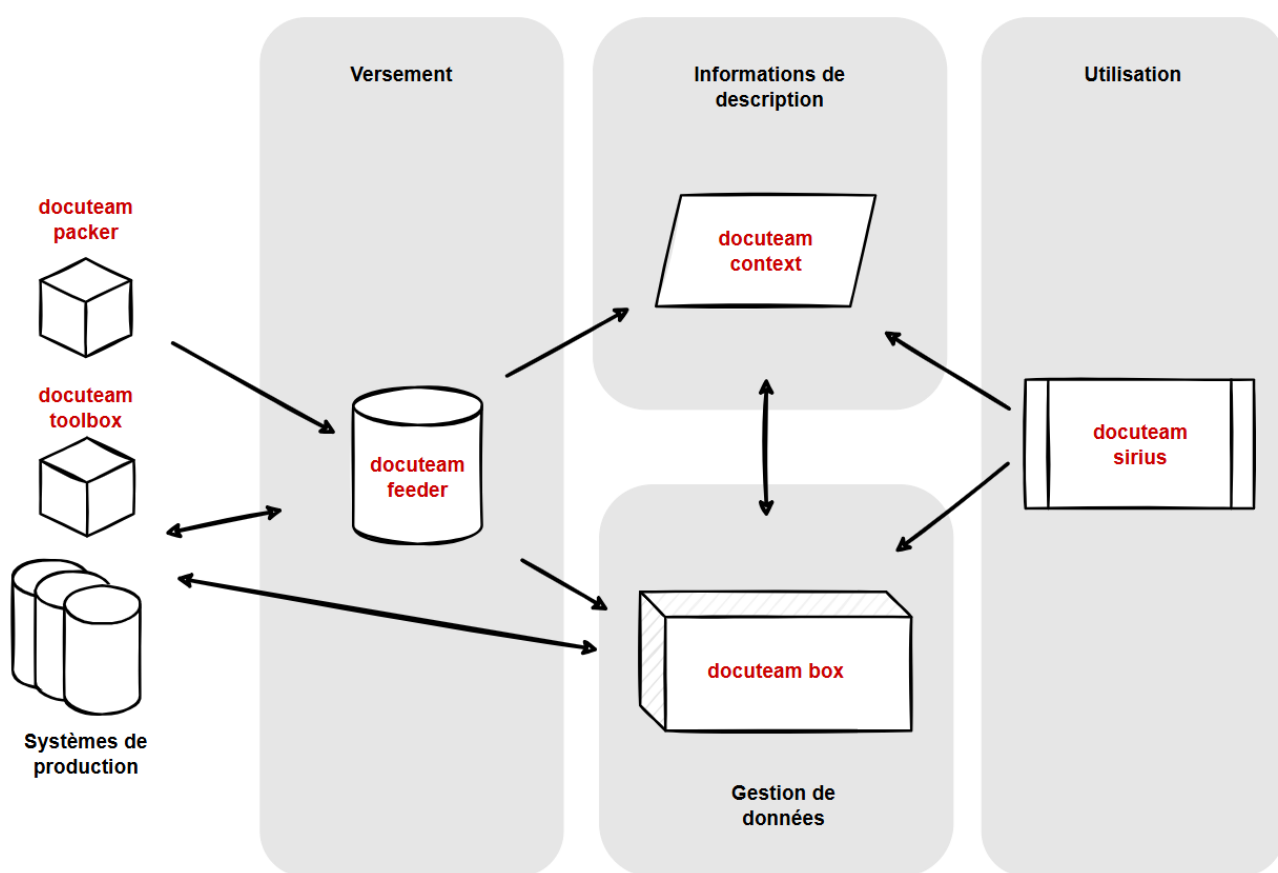 Versement
Informations de
description
Utilisation
docuteam
packer
docuteam
context
docuteam
toolbox
docuteam
feeder
docuteam
sirius
docuteam box
Systèmes de
production
Gestion de
données